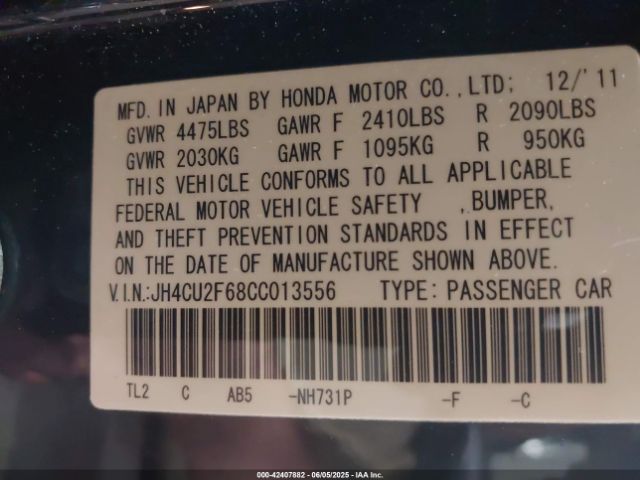 MFD. IN JAPAN BY HONDA MOTOR CO., LTD; 12/'11
GVWR 4475LBS GAWR F 2410LBS R 2090LBS
GVWR 2030KG GAWR F 1095KG R 950KG
THIS VEHICLE CONFORMS TO ALL APPLICABLE
FEDERAL MOTOR VEHICLE SAFETY , BUMPER,
AND THEFT PREVENTION STANDARDS IN EFFECT
ON THE DATE OF MANUFACTURE SHOWN ABOVE.
V.I.N.:JH4CU2F68CC013556 TYPE: PASSENGER CAR
TL2 C AB5 -NH731P -F -C
000-42407882 - 06/05/2025 - IAA Inc.